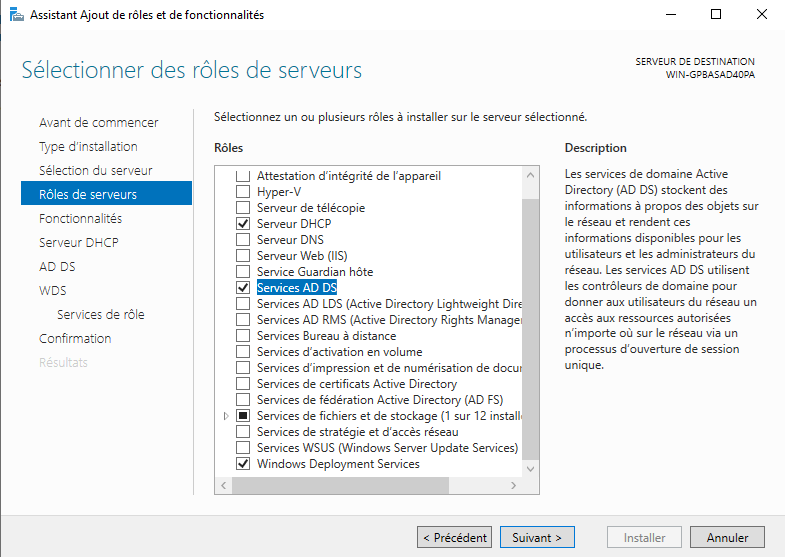 Assistant Ajout de rôles et de fonctionnalités
Sélectionner des rôles de serveurs
SERVEUR DE DESTINATION
WIN-GPBASAD40PA
Avant de commencer
Type d'installation
Sélection du serveur
Rôles de serveurs
Fonctionnalités
Serveur DHCP
AD DS
WDS
Services de rôle
Confirmation
Résultats
Sélectionnez un ou plusieurs rôles à installer sur le serveur sélectionné.
Rôles
Attestation d'intégrité de l'appareil
Hyper-V
Serveur de télécopie
Serveur DHCP
Serveur DNS
Serveur Web (IIS)
Service Guardian hôte
Services AD DS
Services AD LDS (Active Directory Lightweight Dire
Services AD RMS (Active Directory Rights Manager
Services Bureau à distance
Services d'activation en volume
Services d'impression et de numérisation de docur
Services de certificats Active Directory
Services de fédération Active Directory (AD FS)
Services de fichiers et de stockage (1 sur 12 installe
Services de stratégie et d'accès réseau
Services WSUS (Windows Server Update Services)
Windows Deployment Services
Description
Les services de domaine Active
Directory (AD DS) stockent des
informations à propos des objets sur
le réseau et rendent ces
informations disponibles pour les
utilisateurs et les administrateurs du
réseau. Les services AD DS utilisent
les contrôleurs de domaine pour
donner aux utilisateurs du réseau un
accès aux ressources autorisées
n'importe où sur le réseau via un
processus d'ouverture de session
unique.
< Précédent
Suivant >
Installer
Annuler